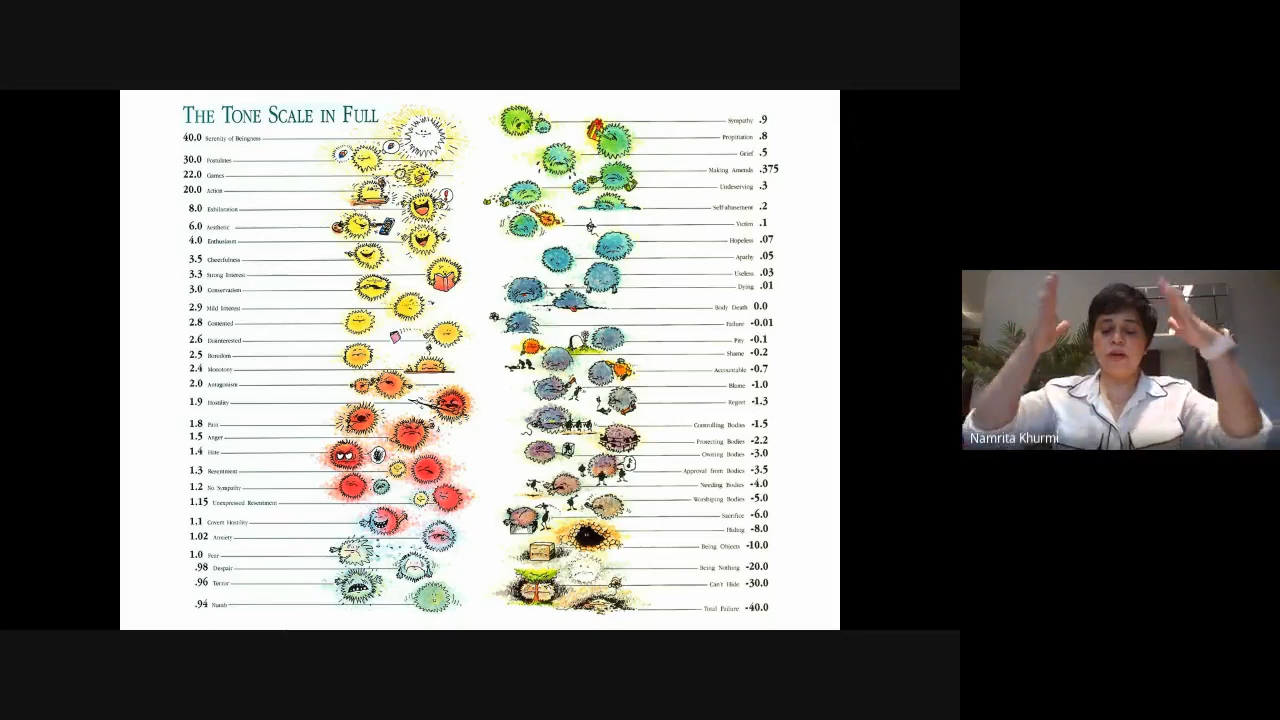 THE TONE SCALE IN FULL
40.0 Serenity of Beingness
30.0 Postulates
22.0 Games
20.0 Action
8.0 Exhilaration
6.0 Aesthetic
4.0 Enthusiasm
3.5 Cheerfulness
3.3 Strong Interest
3.0 Conservatism
2.9 Mild Interest
2.8 Contented
2.6 Disinterested
2.5 Boredom
2.4 Monotony
2.0 Antagonism
1.9 Hostility
1.8 Pain
1.5 Anger
1.4 Hate
1.3 Resentment
1.2 No Sympathy
1.15 Unexpressed Resentment
1.1 Covert Hostility
1.02 Anxiety
1.0 Fear
.98 Despair
.96 Terror
.94 Numb
Sympathy .9
Propitiation .8
Grief .5
Making Amends .375
Undeserving .3
Self-abasement .2
Victim .1
Hopeless .07
Apathy .05
Useless .03
Dying .01
Body Death 0.0
Failure -0.01
Pity -0.1
Shame -0.2
Accountable -0.7
Blame -1.0
Regret -1.3
Controlling Bodies -1.5
Protecting Bodies -2.2
Owning Bodies -3.0
Approval from Bodies -3.5
Needing Bodies -4.0
Worshiping Bodies -5.0
Sacrifice -6.0
Hiding -8.0
Being Objects -10.0
Being Nothing -20.0
Can't Hide -30.0
Total Failure -40.0
Namrita Khurmi